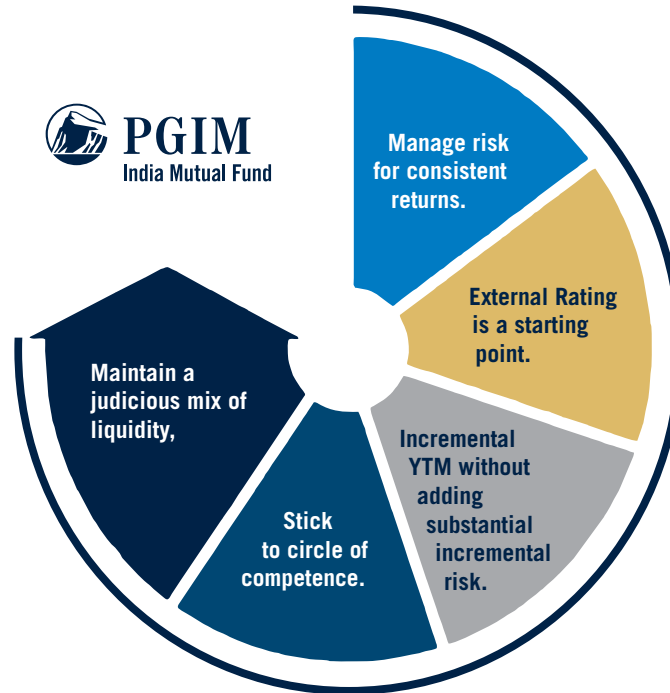 PGIM
India Mutual Fund
Manage risk
for consistent
returns.
External Rating
is a starting
point.
Incremental
YTM without
adding
substantial
incremental
risk.
Stick
to circle of
competence.
Maintain a
judicious mix of
liquidity,